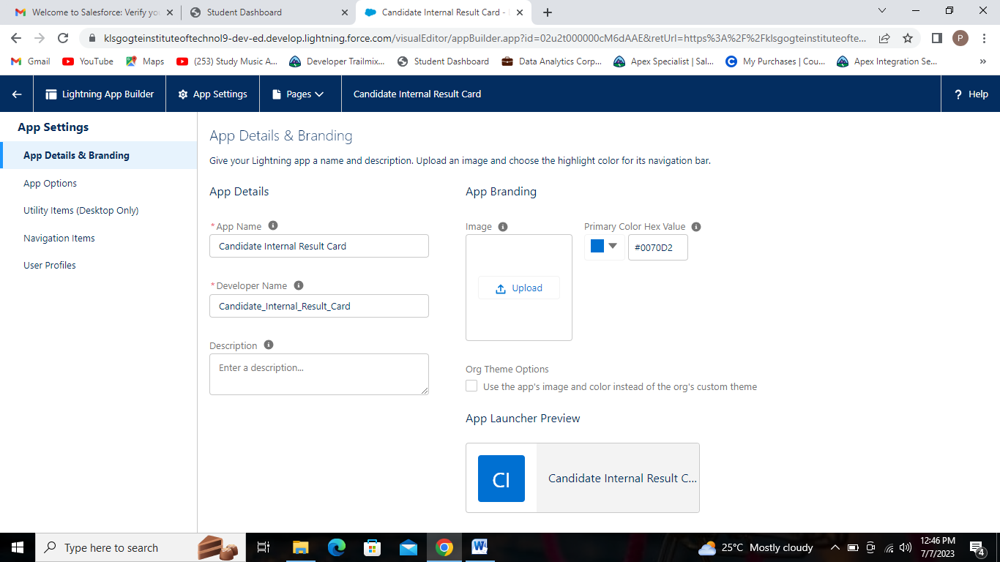 Welcome to Salesforce: Verify yo
Student Dashboard
Candidate Internal Result Card -
klsgogteinstituteoftechnol9-dev-ed.develop.lightning.force.com/visualEditor/appBuilder.app?id=02u2t000000cM6dAAE&retUrl=https%3A%2F%2Fklsgogteinstituteofte...
P
Gmail
YouTube
Maps
(253) Study Music A...
Developer Trailmix...
Student Dashboard
Data Analytics Corp...
Apex Specialist | Sal...
My Purchases | Cou...
Apex Integration Se...
»
Lightning App Builder
App Settings
Pages
Candidate Internal Result Card
? Help
App Settings
App Details & Branding
App Options
Utility Items (Desktop Only)
Navigation Items
User Profiles
App Details & Branding
Give your Lightning app a name and description. Upload an image and choose the highlight color for its navigation bar.
App Details
*App Name
Candidate Internal Result Card
*Developer Name
Candidate_Internal_Result_Card
Description
Enter a description...
App Branding
Image
Upload
Primary Color Hex Value
#0070D2
Org Theme Options
Use the app's image and color instead of the org's custom theme
App Launcher Preview
CI
Candidate Internal Result C...
Type here to search
25°C Mostly cloudy
12:46 PM
7/7/2023
4